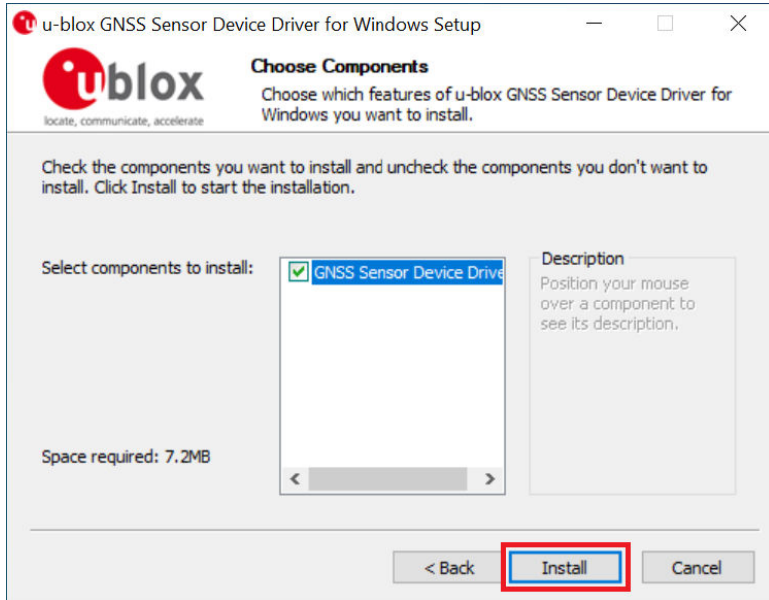 u-blox GNSS Sensor Device Driver for Windows Setup
ublox
locate, communicate, accelerate
Choose Components
Choose which features of u-blox GNSS Sensor Device Driver for
Windows you want to install.
Check the components you want to install and uncheck the components you don't want to
install. Click Install to start the installation.
Select components to install:
GNSS Sensor Device Drive
Description
Position your mouse
over a component to
see its description.
Space required: 7.2MB
< Back
Install
Cancel